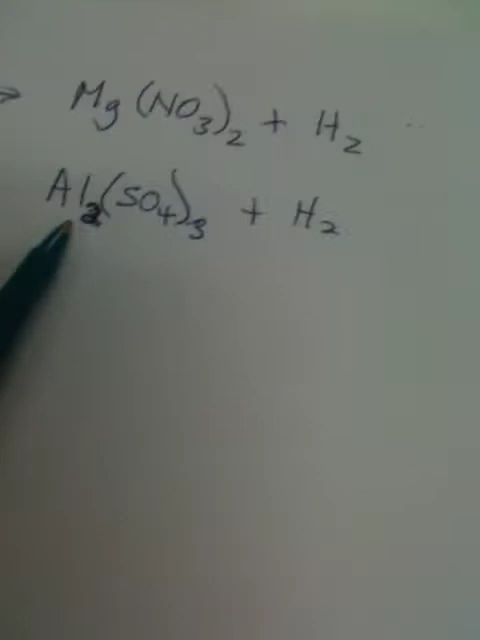 → Mg(NO₃)₂ + H₂
Al₂(SO₄)₃ + H₂